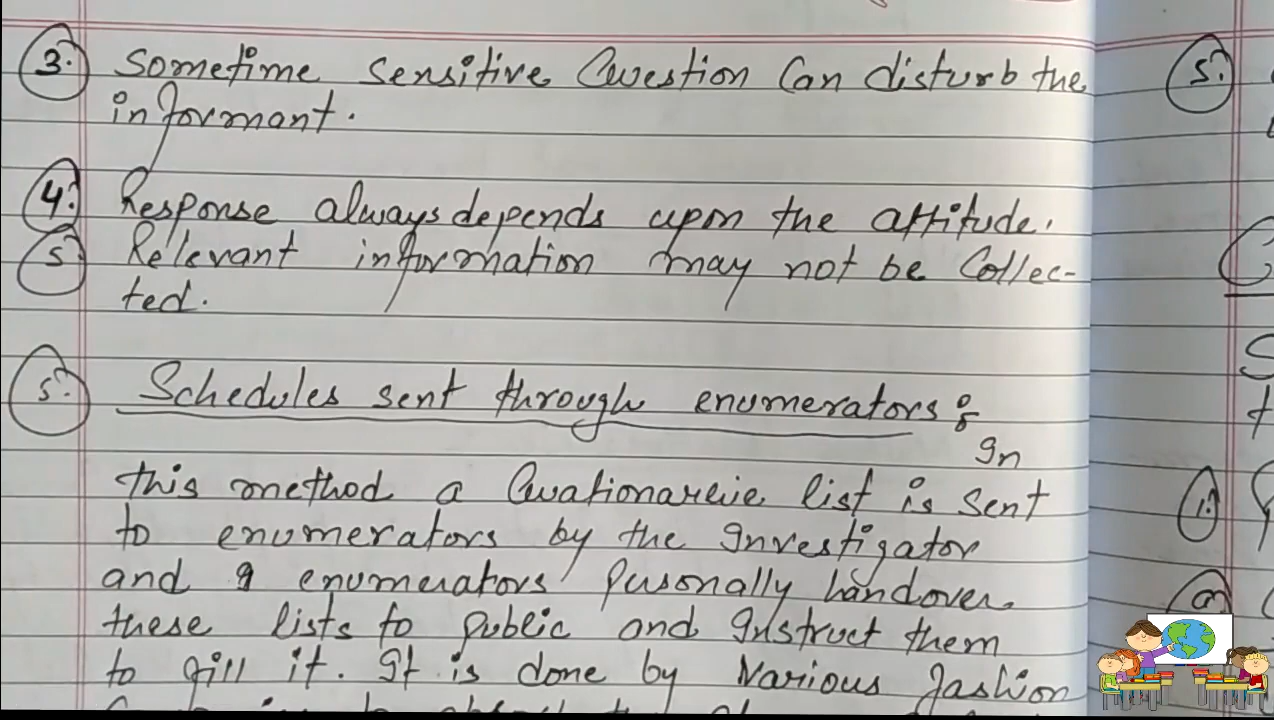 3. Sometime Sensitive Question Can disturb the
informant.
4. Response always depends upon the attitude.
5 Relevant information may not be Collec-
ted.
5. Schedules sent through enumerators :
In
this method a Quationareie list is sent
to enumerators by the Investigator
and enumerators personally handover
these lists to public and Instruct them
to fill it. It is done by Various fashion
5.
1.